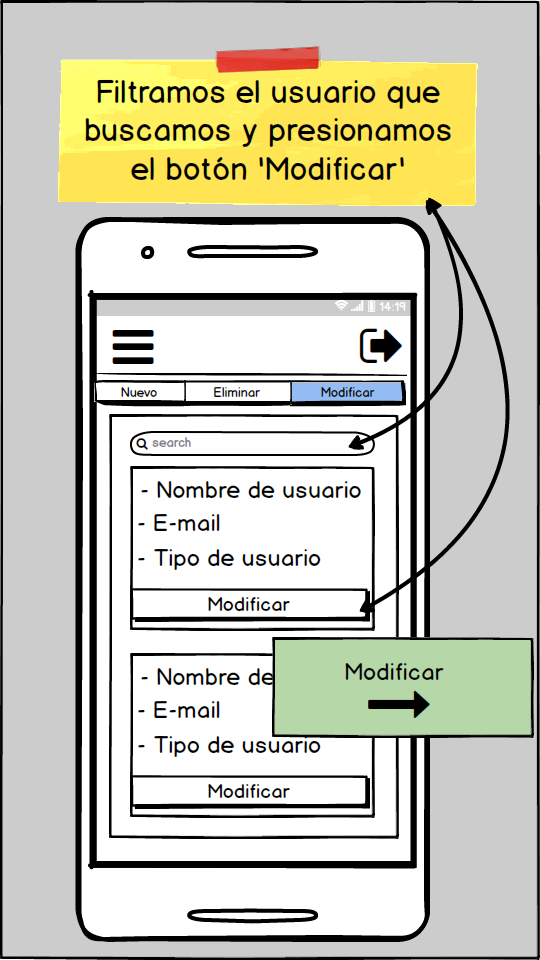 Filtramos el usuario que
buscamos y presionamos
el botón 'Modificar'
14:19
Nuevo Eliminar Modificar
search
- Nombre de usuario
- E-mail
- Tipo de usuario
Modificar
Modificar
- Nombre de
- E-mail
- Tipo de usuario
Modificar